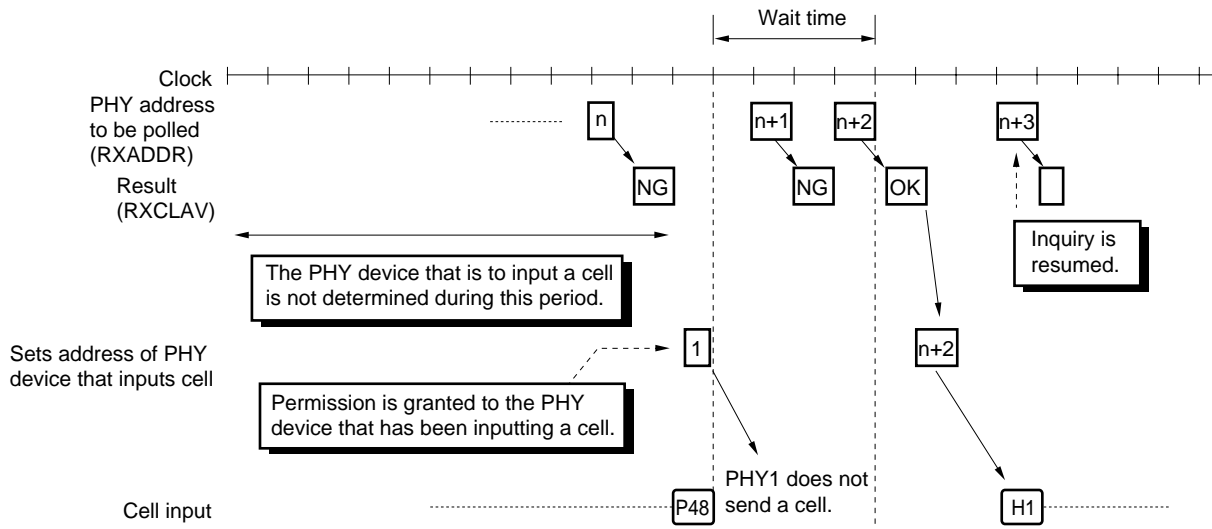 Wait time
Clock
PHY address
to be polled
(RXADDR)
n
n+1
n+2
n+3
Result
(RXCLAV)
NG
NG
OK
Inquiry is
resumed.
The PHY device that is to input a cell
is not determined during this period.
Sets address of PHY
device that inputs cell
1
n+2
Permission is granted to the PHY
device that has been inputting a cell.
PHY1 does not
send a cell.
Cell input
P48
H1